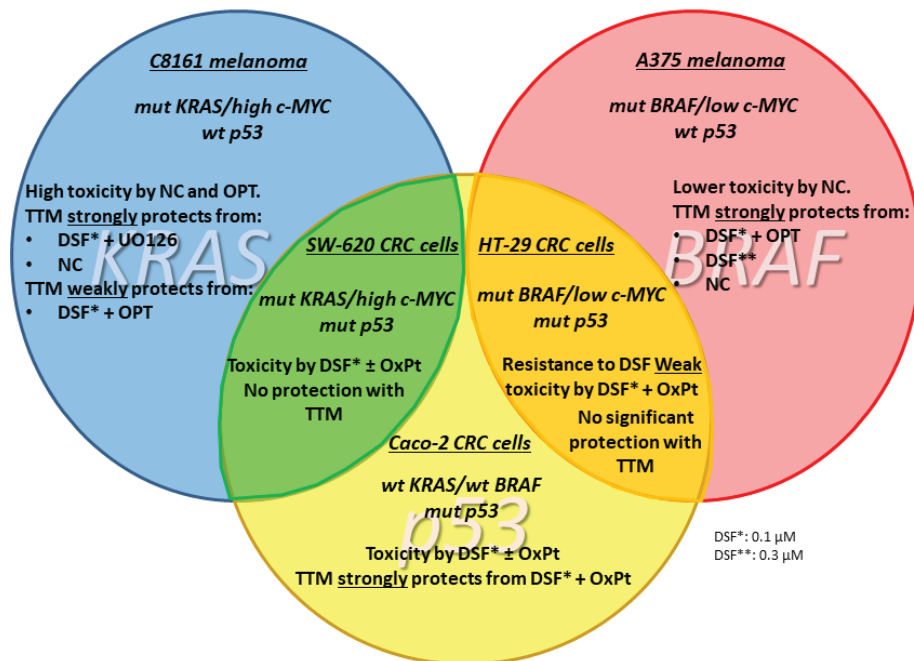 C8161 melanoma
mut KRAS/high c-MYC
wt p53
High toxicity by NC and OPT.
TTM strongly protects from:
• DSF* + UO126
• NC
TTM weakly protects from:
• DSF* + OPT
KRAS
A375 melanoma
mut BRAF/low c-MYC
wt p53
Lower toxicity by NC.
TTM strongly protects from:
• DSF* + OPT
• DSF**
• NC
BRAF
SW-620 CRC cells
mut KRAS/high c-MYC
mut p53
Toxicity by DSF* ± OxPt
No protection with
TTM
HT-29 CRC cells
mut BRAF/low c-MYC
mut p53
Resistance to DSF Weak
toxicity by DSF* + OxPt
No significant
protection with
TTM
Caco-2 CRC cells
wt KRAS/wt BRAF
mut p53
p53
Toxicity by DSF* ± OxPt
TTM strongly protects from DSF* + OxPt
DSF*: 0.1 µM
DSF**: 0.3 µM